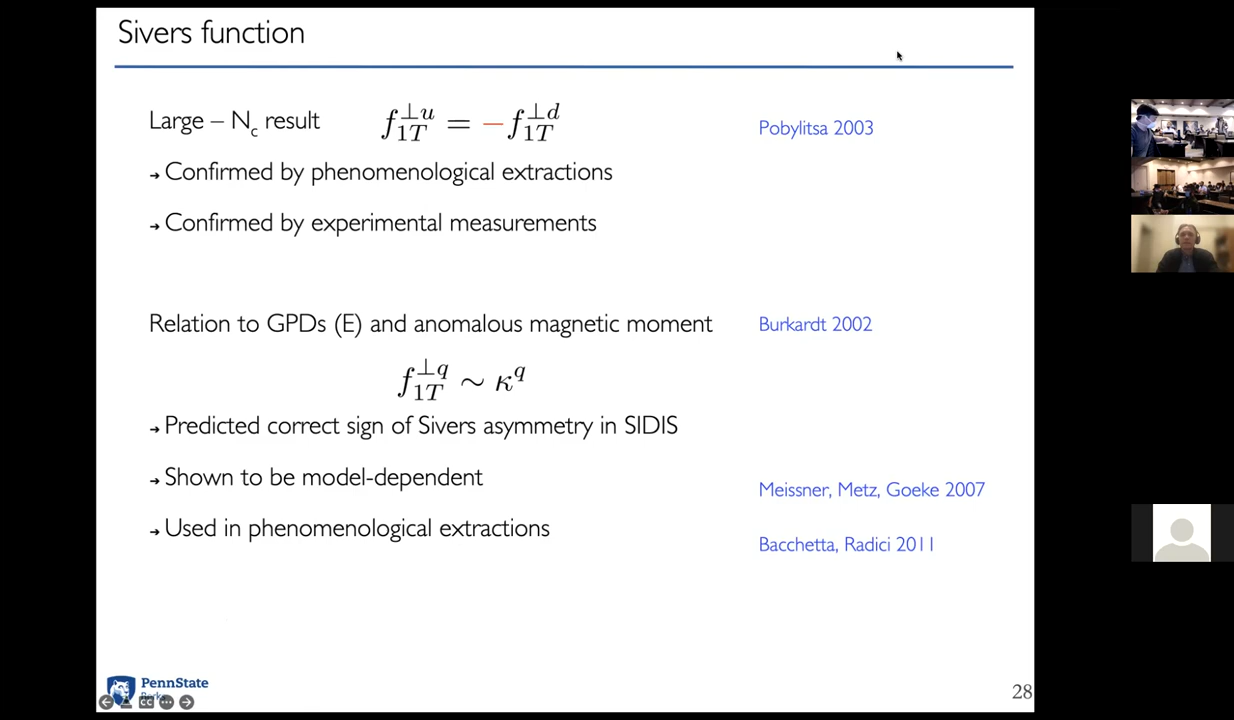 Sivers function
Large – N_c result f_{1T}^{⊥u} = −f_{1T}^{⊥d} Pobylitsa 2003
→ Confirmed by phenomenological extractions
→ Confirmed by experimental measurements
Relation to GPDs (E) and anomalous magnetic moment Burkardt 2002
f_{1T}^{⊥q} ∼ κ^q
→ Predicted correct sign of Sivers asymmetry in SIDIS
→ Shown to be model-dependent
Meissner, Metz, Goeke 2007
→ Used in phenomenological extractions
Bacchetta, Radici 2011
PennState
CC
28